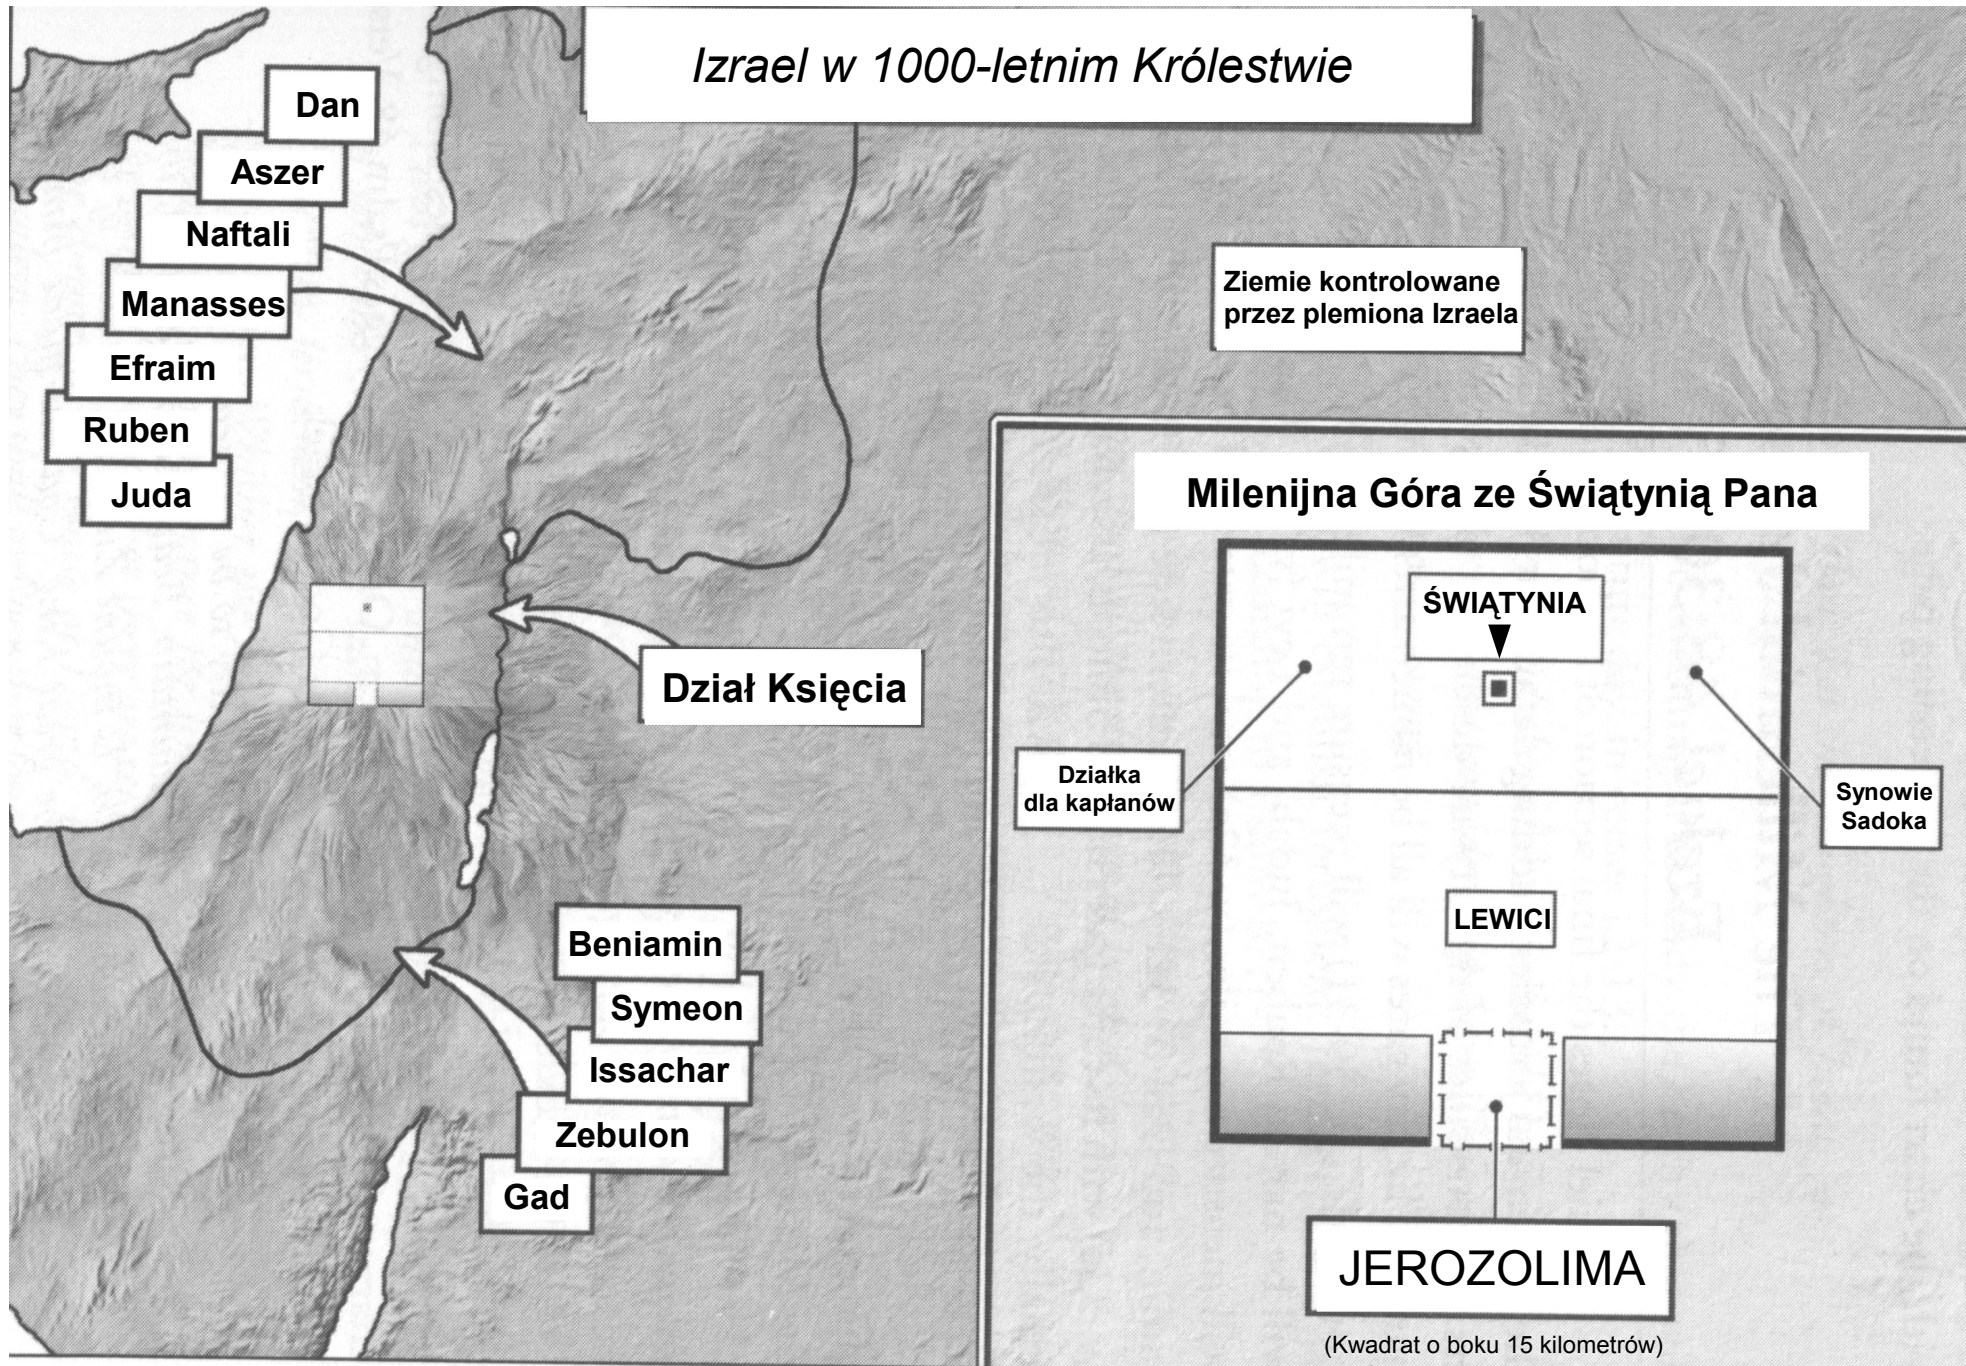 Izrael w 1000-letnim Królestwie
Dan
Aszer
Naftali
Manasses
Efraim
Ruben
Juda
Ziemie kontrolowane
przez plemiona Izraela
Dział Księcia
Beniamin
Symeon
Issachar
Zebulon
Gad
Milenijna Góra ze Świątynią Pana
ŚWIĄTYNIA
Działka
dla kapłanów
Synowie
Sadoka
LEWICI
JEROZOLIMA
(Kwadrat o boku 15 kilometrów)